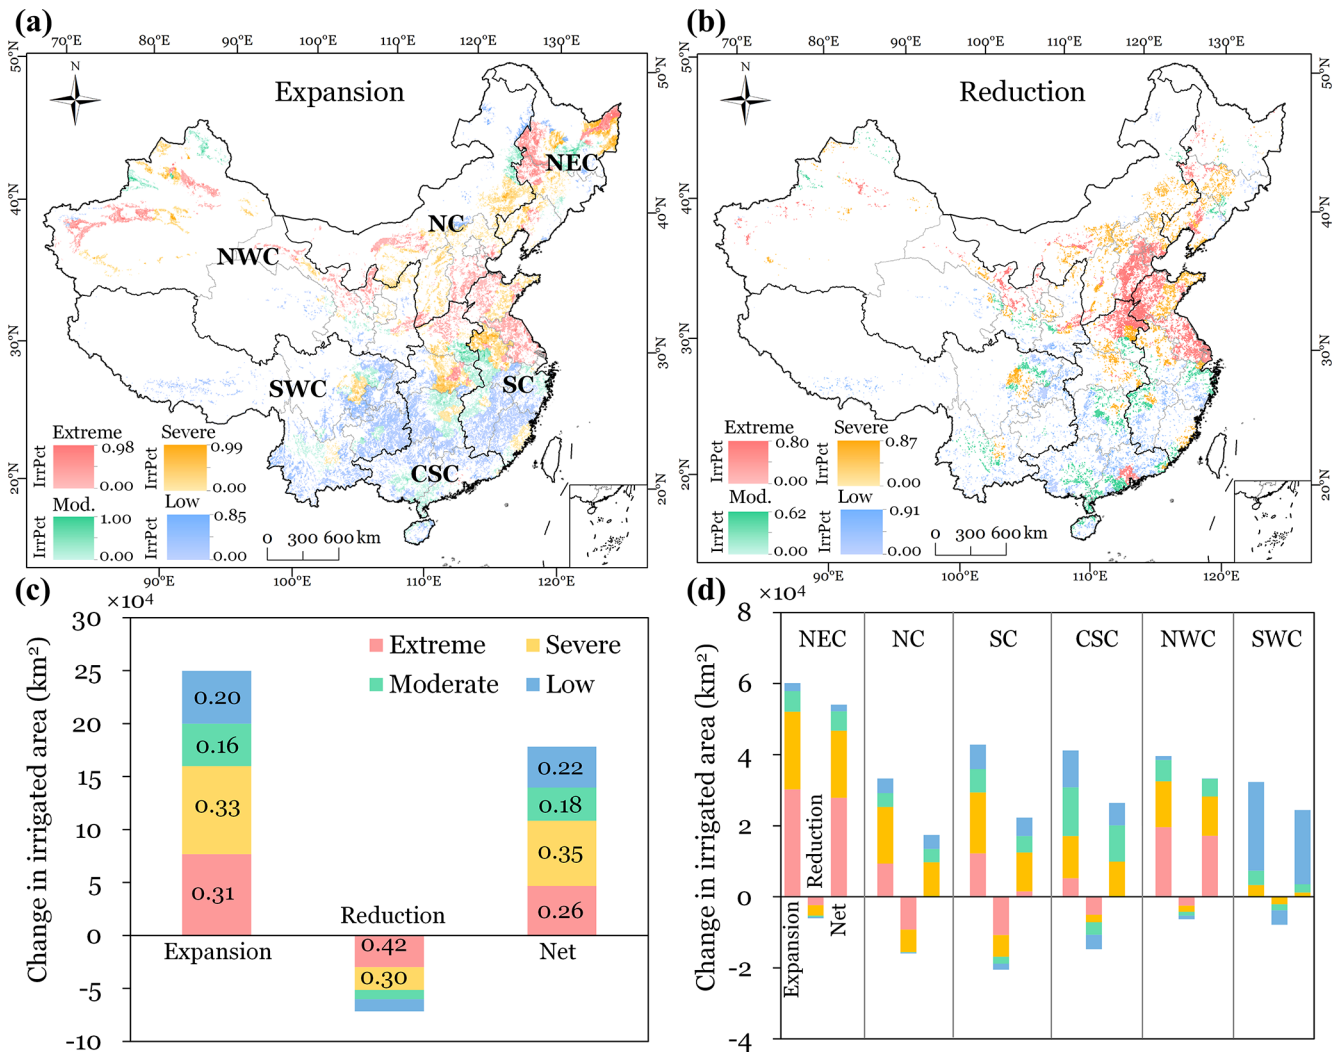 (a)
70°E 80°E 90°E 100°E 110°E 120°E 130°E
50°N
50°N
N
Expansion
NEC
40°N
40°N
NC
NWC
30°N
30°N
SWC
SC
CSC
Extreme
IrrPct
0.98
0.00
Severe
IrrPct
0.99
0.00
Mod.
IrrPct
1.00
0.00
Low
IrrPct
0.85
0.00
20°N
20°N
0 300 600 km
90°E 100°E 110°E 120°E
(b)
70°E 80°E 90°E 100°E 110°E 120°E 130°E
50°N
50°N
N
Reduction
40°N
40°N
30°N
30°N
Extreme
IrrPct
0.80
0.00
Severe
IrrPct
0.87
0.00
Mod.
IrrPct
0.62
0.00
Low
IrrPct
0.91
0.00
20°N
20°N
0 300 600 km
90°E 100°E 110°E 120°E
(c)
×10⁴
Change in irrigated area (km²)
30
25
20
15
10
5
0
-5
-10
Extreme Severe
Moderate Low
0.20
0.16
0.33
0.31
Expansion
Reduction
0.42
0.30
0.22
0.18
0.35
0.26
Net
(d)
×10⁴
Change in irrigated area (km²)
8
6
4
2
0
-2
-4
NEC NC SC CSC NWC SWC
Expansion
Reduction
Net